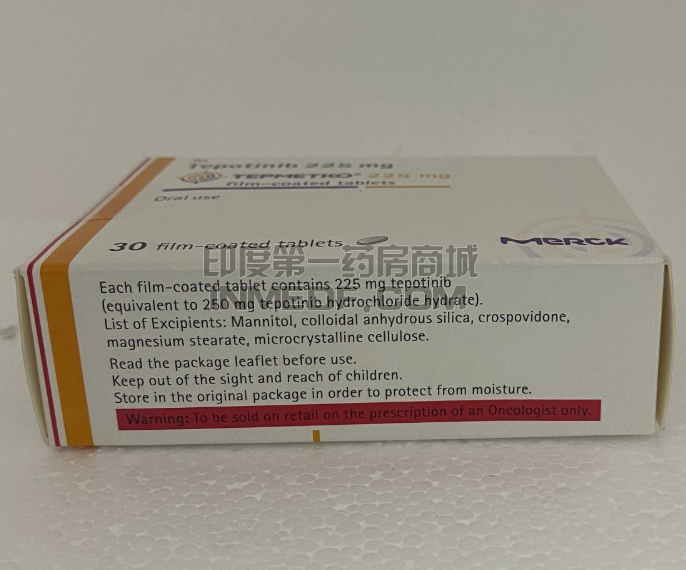 Rx
Tepotinib 225 mg
TEPMETKO® 225 mg
film-coated tablets
Oral use
30 film-coated tablets
MERCK
印度第一药房商城
INMEDE.COM
Each film-coated tablet contains 225 mg tepotinib
(equivalent to 250 mg tepotinib hydrochloride hydrate).
List of Excipients: Mannitol, colloidal anhydrous silica, crospovidone,
magnesium stearate, microcrystalline cellulose.
Read the package leaflet before use.
Keep out of the sight and reach of children.
Store in the original package in order to protect from moisture.
Warning: To be sold on retail on the prescription of an Oncologist only.